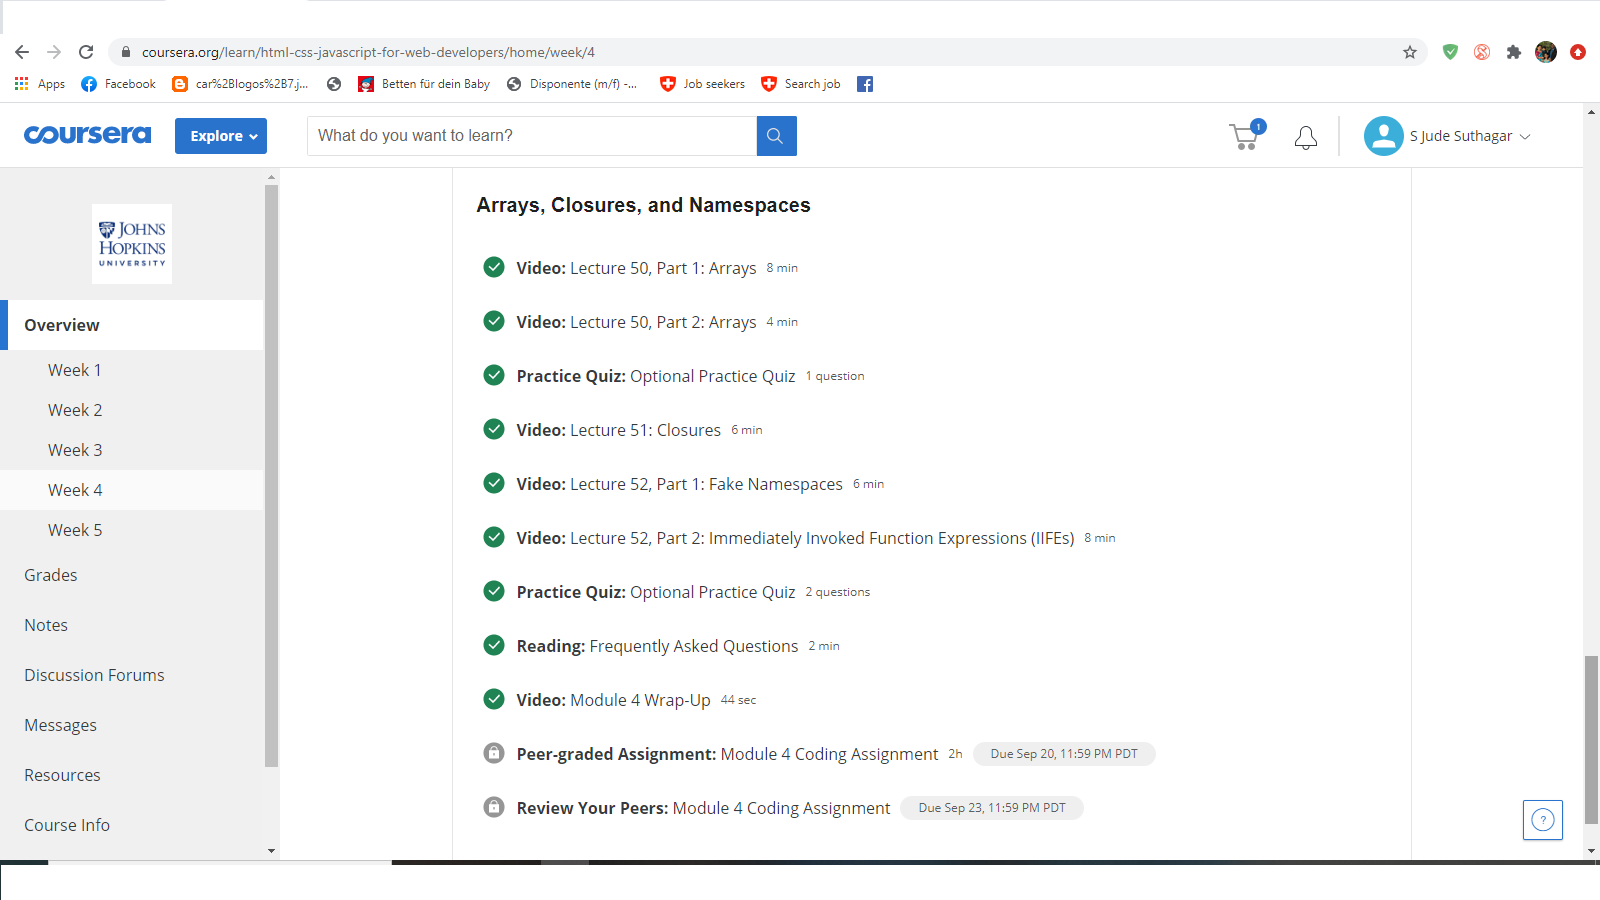 coursera.org/learn/html-css-javascript-for-web-developers/home/week/4
Apps Facebook car%2Blogos%2B7.j... Betten für dein Baby Disponente (m/f) -... Job seekers Search job
coursera Explore What do you want to learn? 1 S Jude Suthagar
JOHNS
HOPKINS
UNIVERSITY
Overview
Week 1
Week 2
Week 3
Week 4
Week 5
Grades
Notes
Discussion Forums
Messages
Resources
Course Info
Arrays, Closures, and Namespaces
Video: Lecture 50, Part 1: Arrays 8 min
Video: Lecture 50, Part 2: Arrays 4 min
Practice Quiz: Optional Practice Quiz 1 question
Video: Lecture 51: Closures 6 min
Video: Lecture 52, Part 1: Fake Namespaces 6 min
Video: Lecture 52, Part 2: Immediately Invoked Function Expressions (IIFEs) 8 min
Practice Quiz: Optional Practice Quiz 2 questions
Reading: Frequently Asked Questions 2 min
Video: Module 4 Wrap-Up 44 sec
Peer-graded Assignment: Module 4 Coding Assignment 2h Due Sep 20, 11:59 PM PDT
Review Your Peers: Module 4 Coding Assignment Due Sep 23, 11:59 PM PDT
?